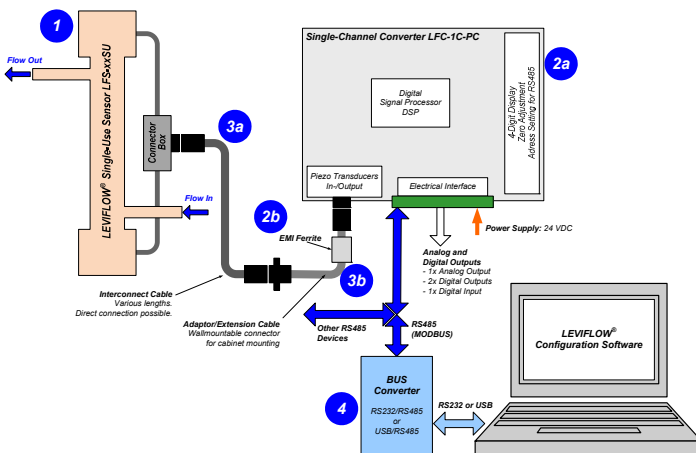 1
Flow Out
LEVIFLOW® Single-Use Sensor LFS-xxSU
Connector
Box
Flow In
3a
Single-Channel Converter LFC-1C-PC
Digital
Signal Processor
DSP
4-Digit Display
Zero Adjustment
Adress Setting for RS485
2a
Piezo Transducers
In-/Output
Electrical Interface
2b
EMI Ferrite
Power Supply: 24 VDC
Analog and
Digital Outputs
- 1x Analog Output
- 2x Digital Outputs
- 1x Digital Input
3b
Interconnect Cable
Various lengths.
Direct connection possible.
Adaptor/Extension Cable
Wallmountable connector
for cabinet mounting
Other RS485
Devices
RS485
(MODBUS)
LEVIFLOW®
Configuration Software
4
BUS
Converter
RS232/RS485
or
USB/RS485
RS232 or USB